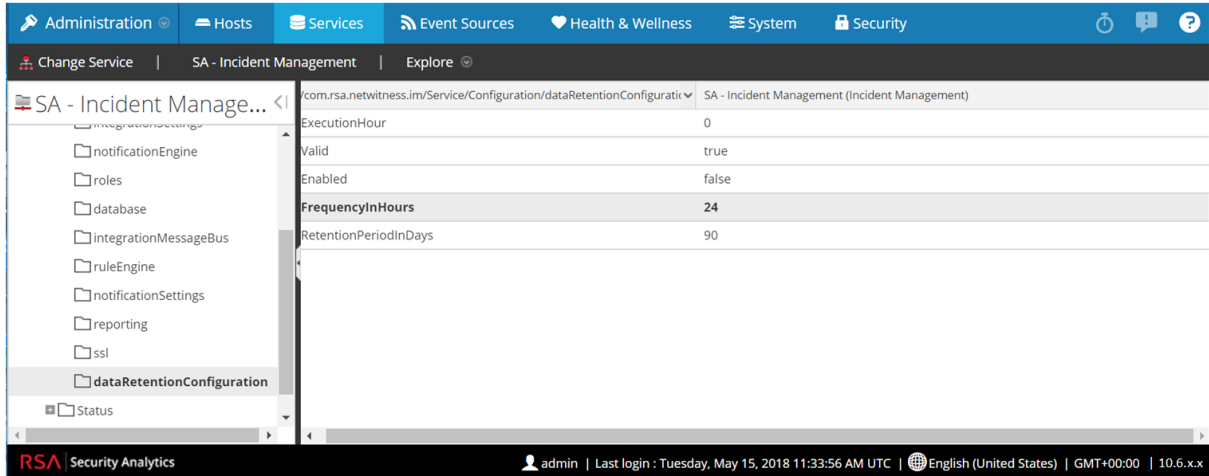 Administration Hosts Services Event Sources Health & Wellness System Security
Change Service | SA - Incident Management | Explore
SA - Incident Manage...
integrationSettings
notificationEngine
roles
database
integrationMessageBus
ruleEngine
notificationSettings
reporting
ssl
dataRetentionConfiguration
Status
/com.rsa.netwitness.im/Service/Configuration/dataRetentionConfiguratic SA - Incident Management (Incident Management)
ExecutionHour 0
Valid true
Enabled false
FrequencyInHours 24
RetentionPeriodInDays 90
RSA Security Analytics admin | Last login : Tuesday, May 15, 2018 11:33:56 AM UTC | English (United States) | GMT+00:00 | 10.6.x.x